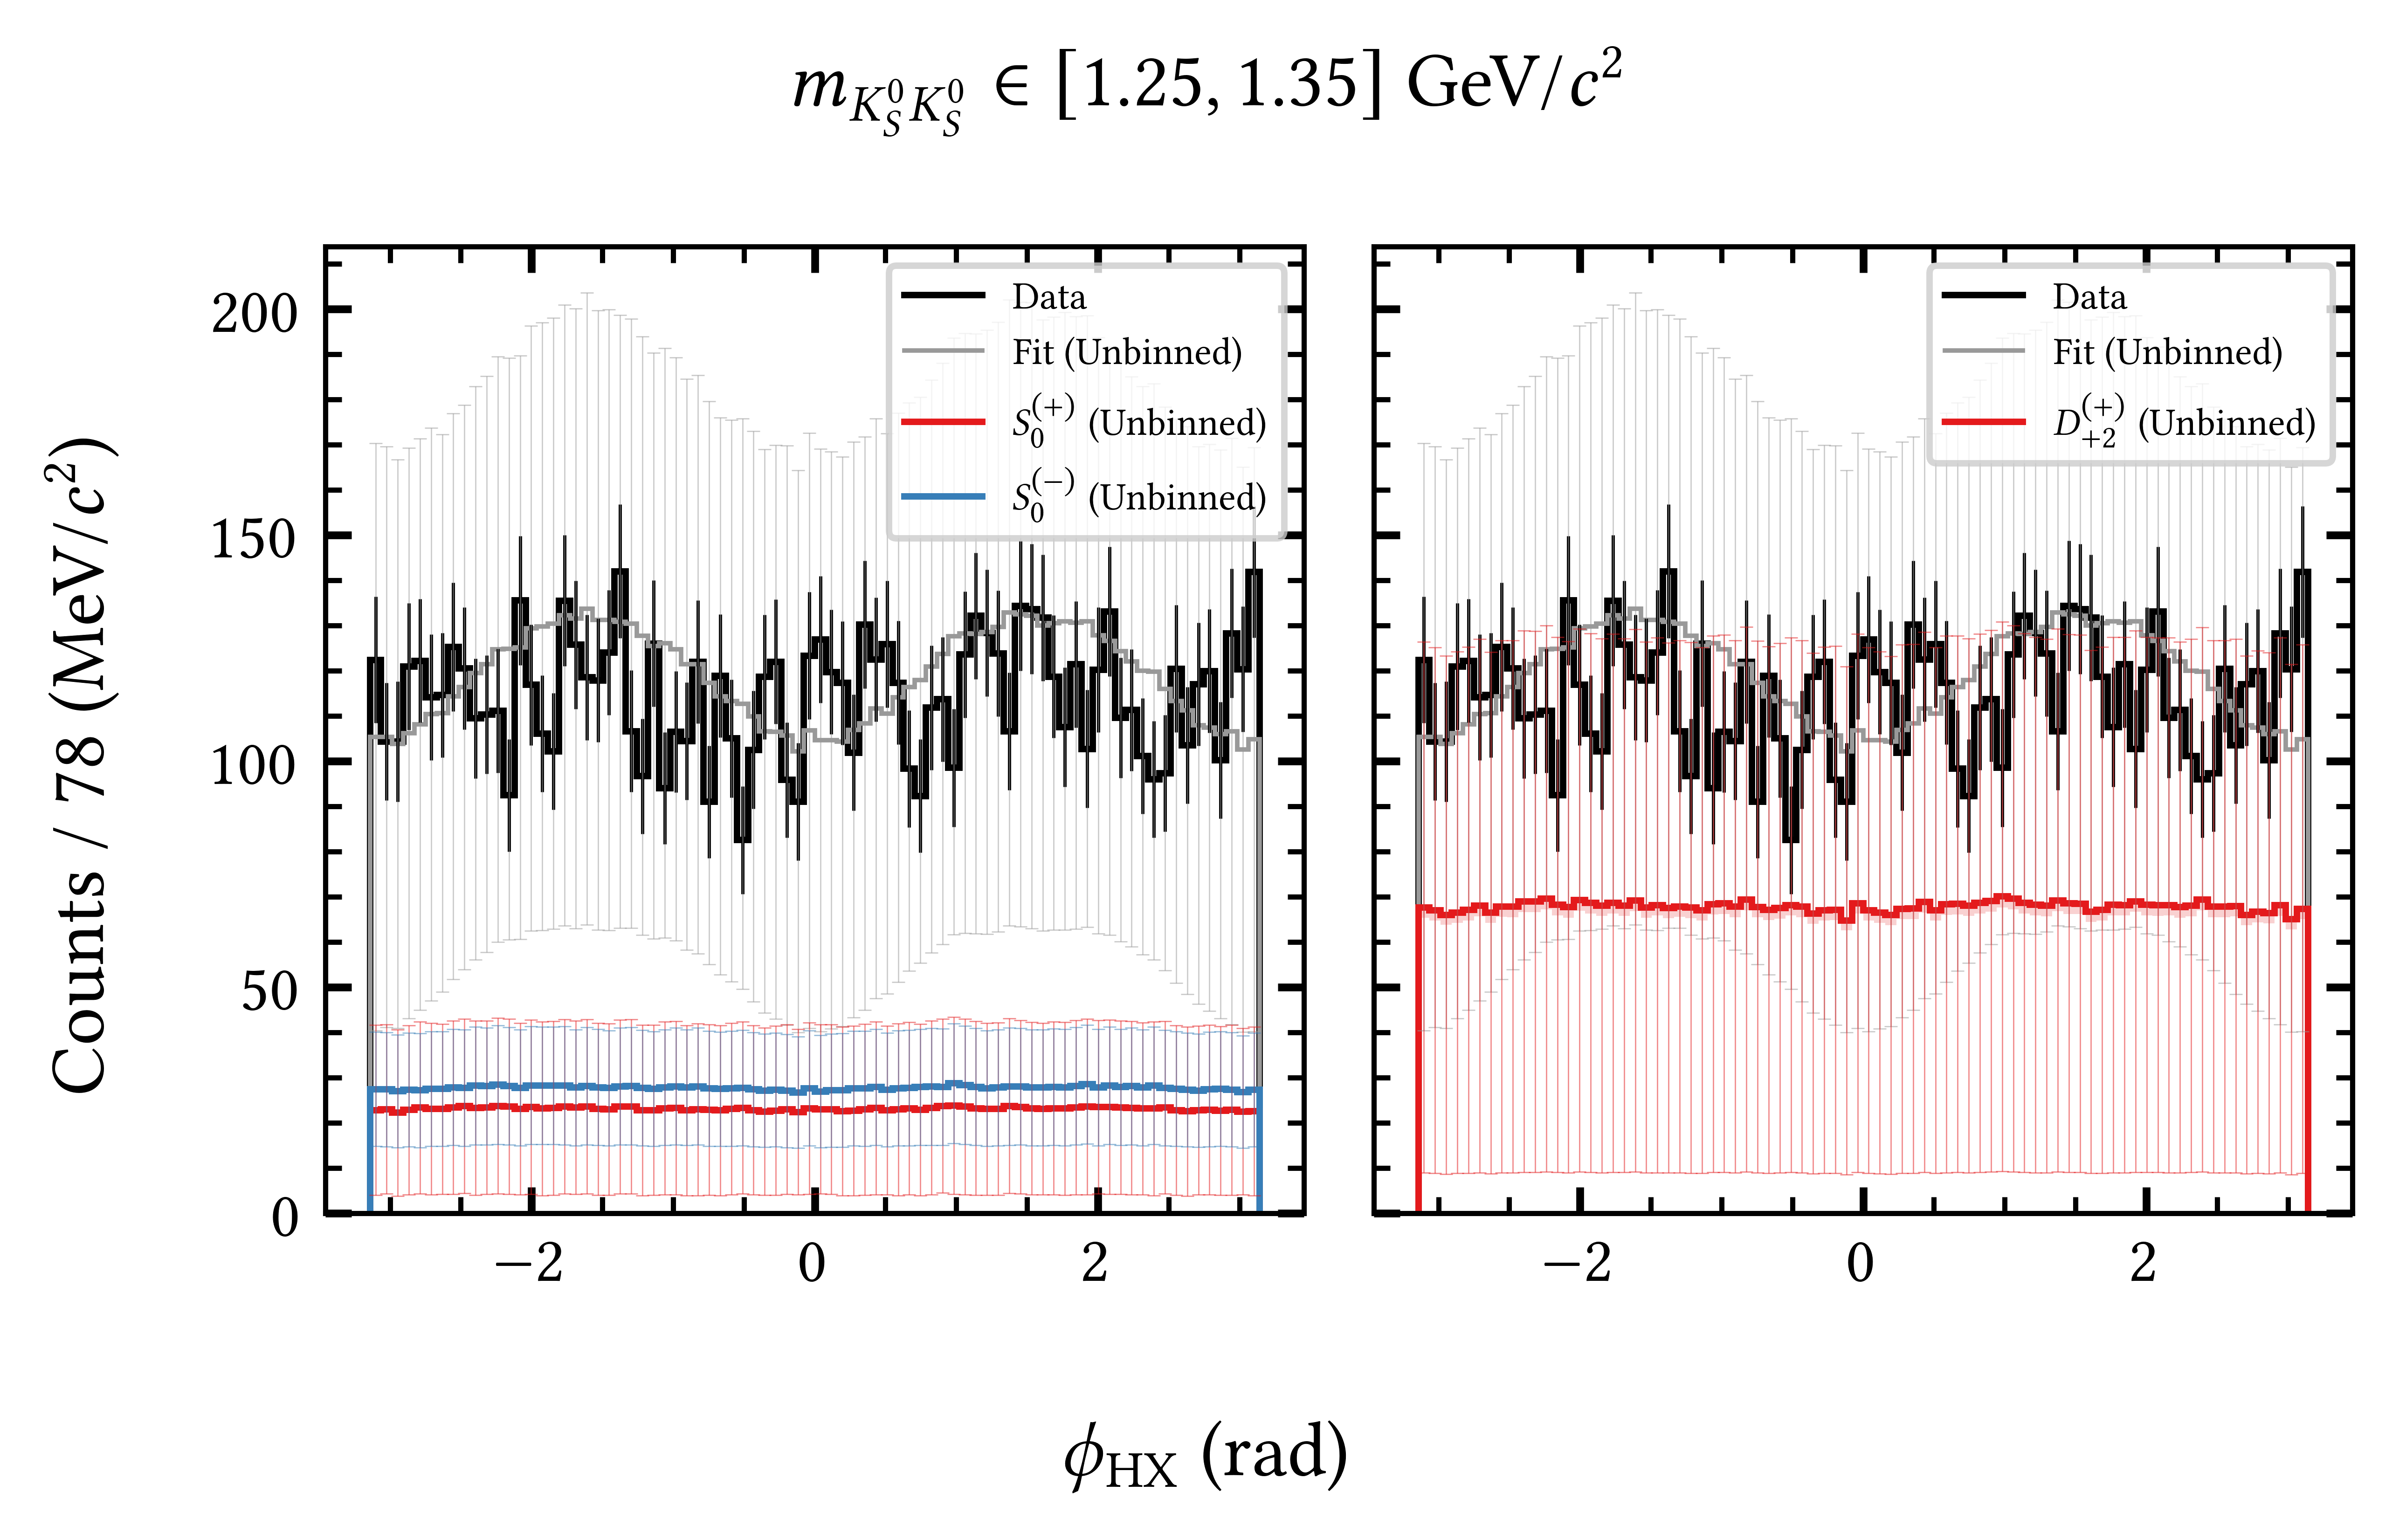 m_{K_S^0 K_S^0} ∈ [1.25, 1.35] GeV/c²
Counts / 78 (MeV/c²)
200
150
100
50
0
Data
Fit (Unbinned)
S_0^{(+)} (Unbinned)
S_0^{(−)} (Unbinned)
Data
Fit (Unbinned)
D_{+2}^{(+)} (Unbinned)
−2 0 2
−2 0 2
ϕ_{HX} (rad)